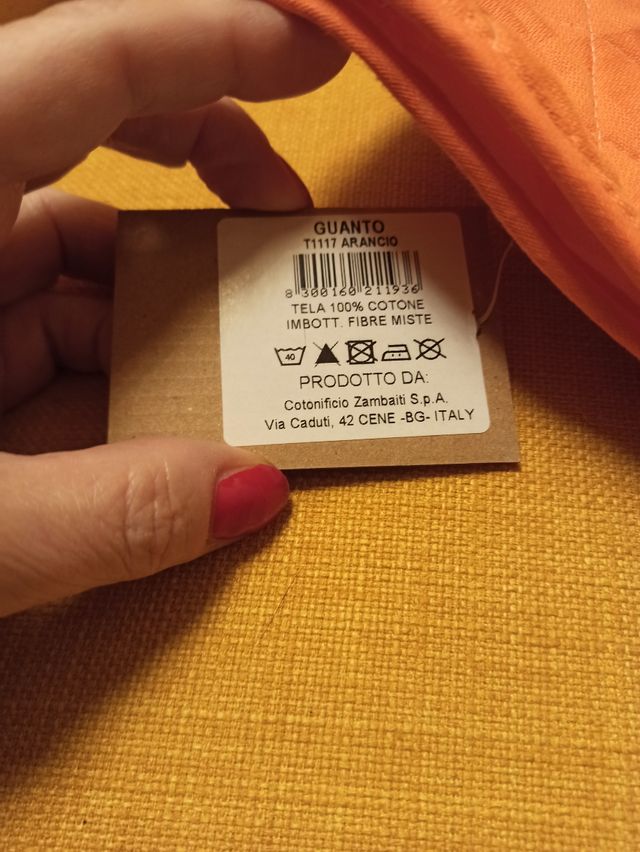 GUANTO
T1117 ARANCIO
8 300160 211936
TELA 100% COTONE
IMBOTT. FIBRE MISTE
40
PRODOTTO DA:
Cotonificio Zambaiti S.p.A.
Via Caduti, 42 CENE -BG- ITALY